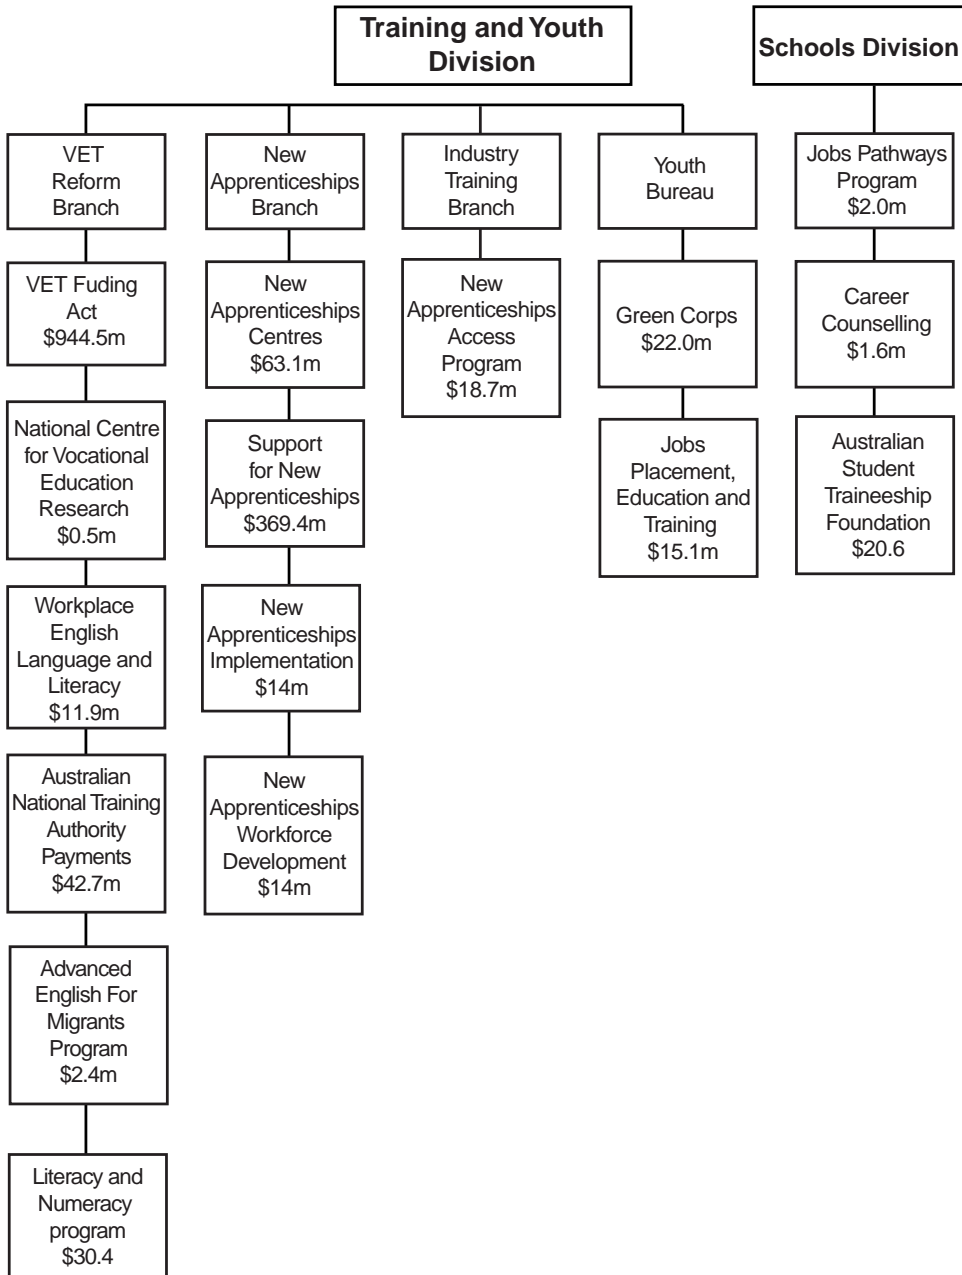 Training and Youth
Division
Schools Division
VET
Reform
Branch
VET Fuding
Act
$944.5m
National Centre
for Vocational
Education
Research
$0.5m
Workplace
English
Language and
Literacy
$11.9m
Australian
National Training
Authority
Payments
$42.7m
Advanced
English For
Migrants
Program
$2.4m
Literacy and
Numeracy
program
$30.4
New
Apprenticeships
Branch
New
Apprenticeships
Centres
$63.1m
Support
for New
Apprenticeships
$369.4m
New
Apprenticeships
Implementation
$14m
New
Apprenticeships
Workforce
Development
$14m
Industry
Training
Branch
New
Apprenticeships
Access
Program
$18.7m
Youth
Bureau
Green Corps
$22.0m
Jobs
Placement,
Education and
Training
$15.1m
Jobs Pathways
Program
$2.0m
Career
Counselling
$1.6m
Australian
Student
Traineeship
Foundation
$20.6